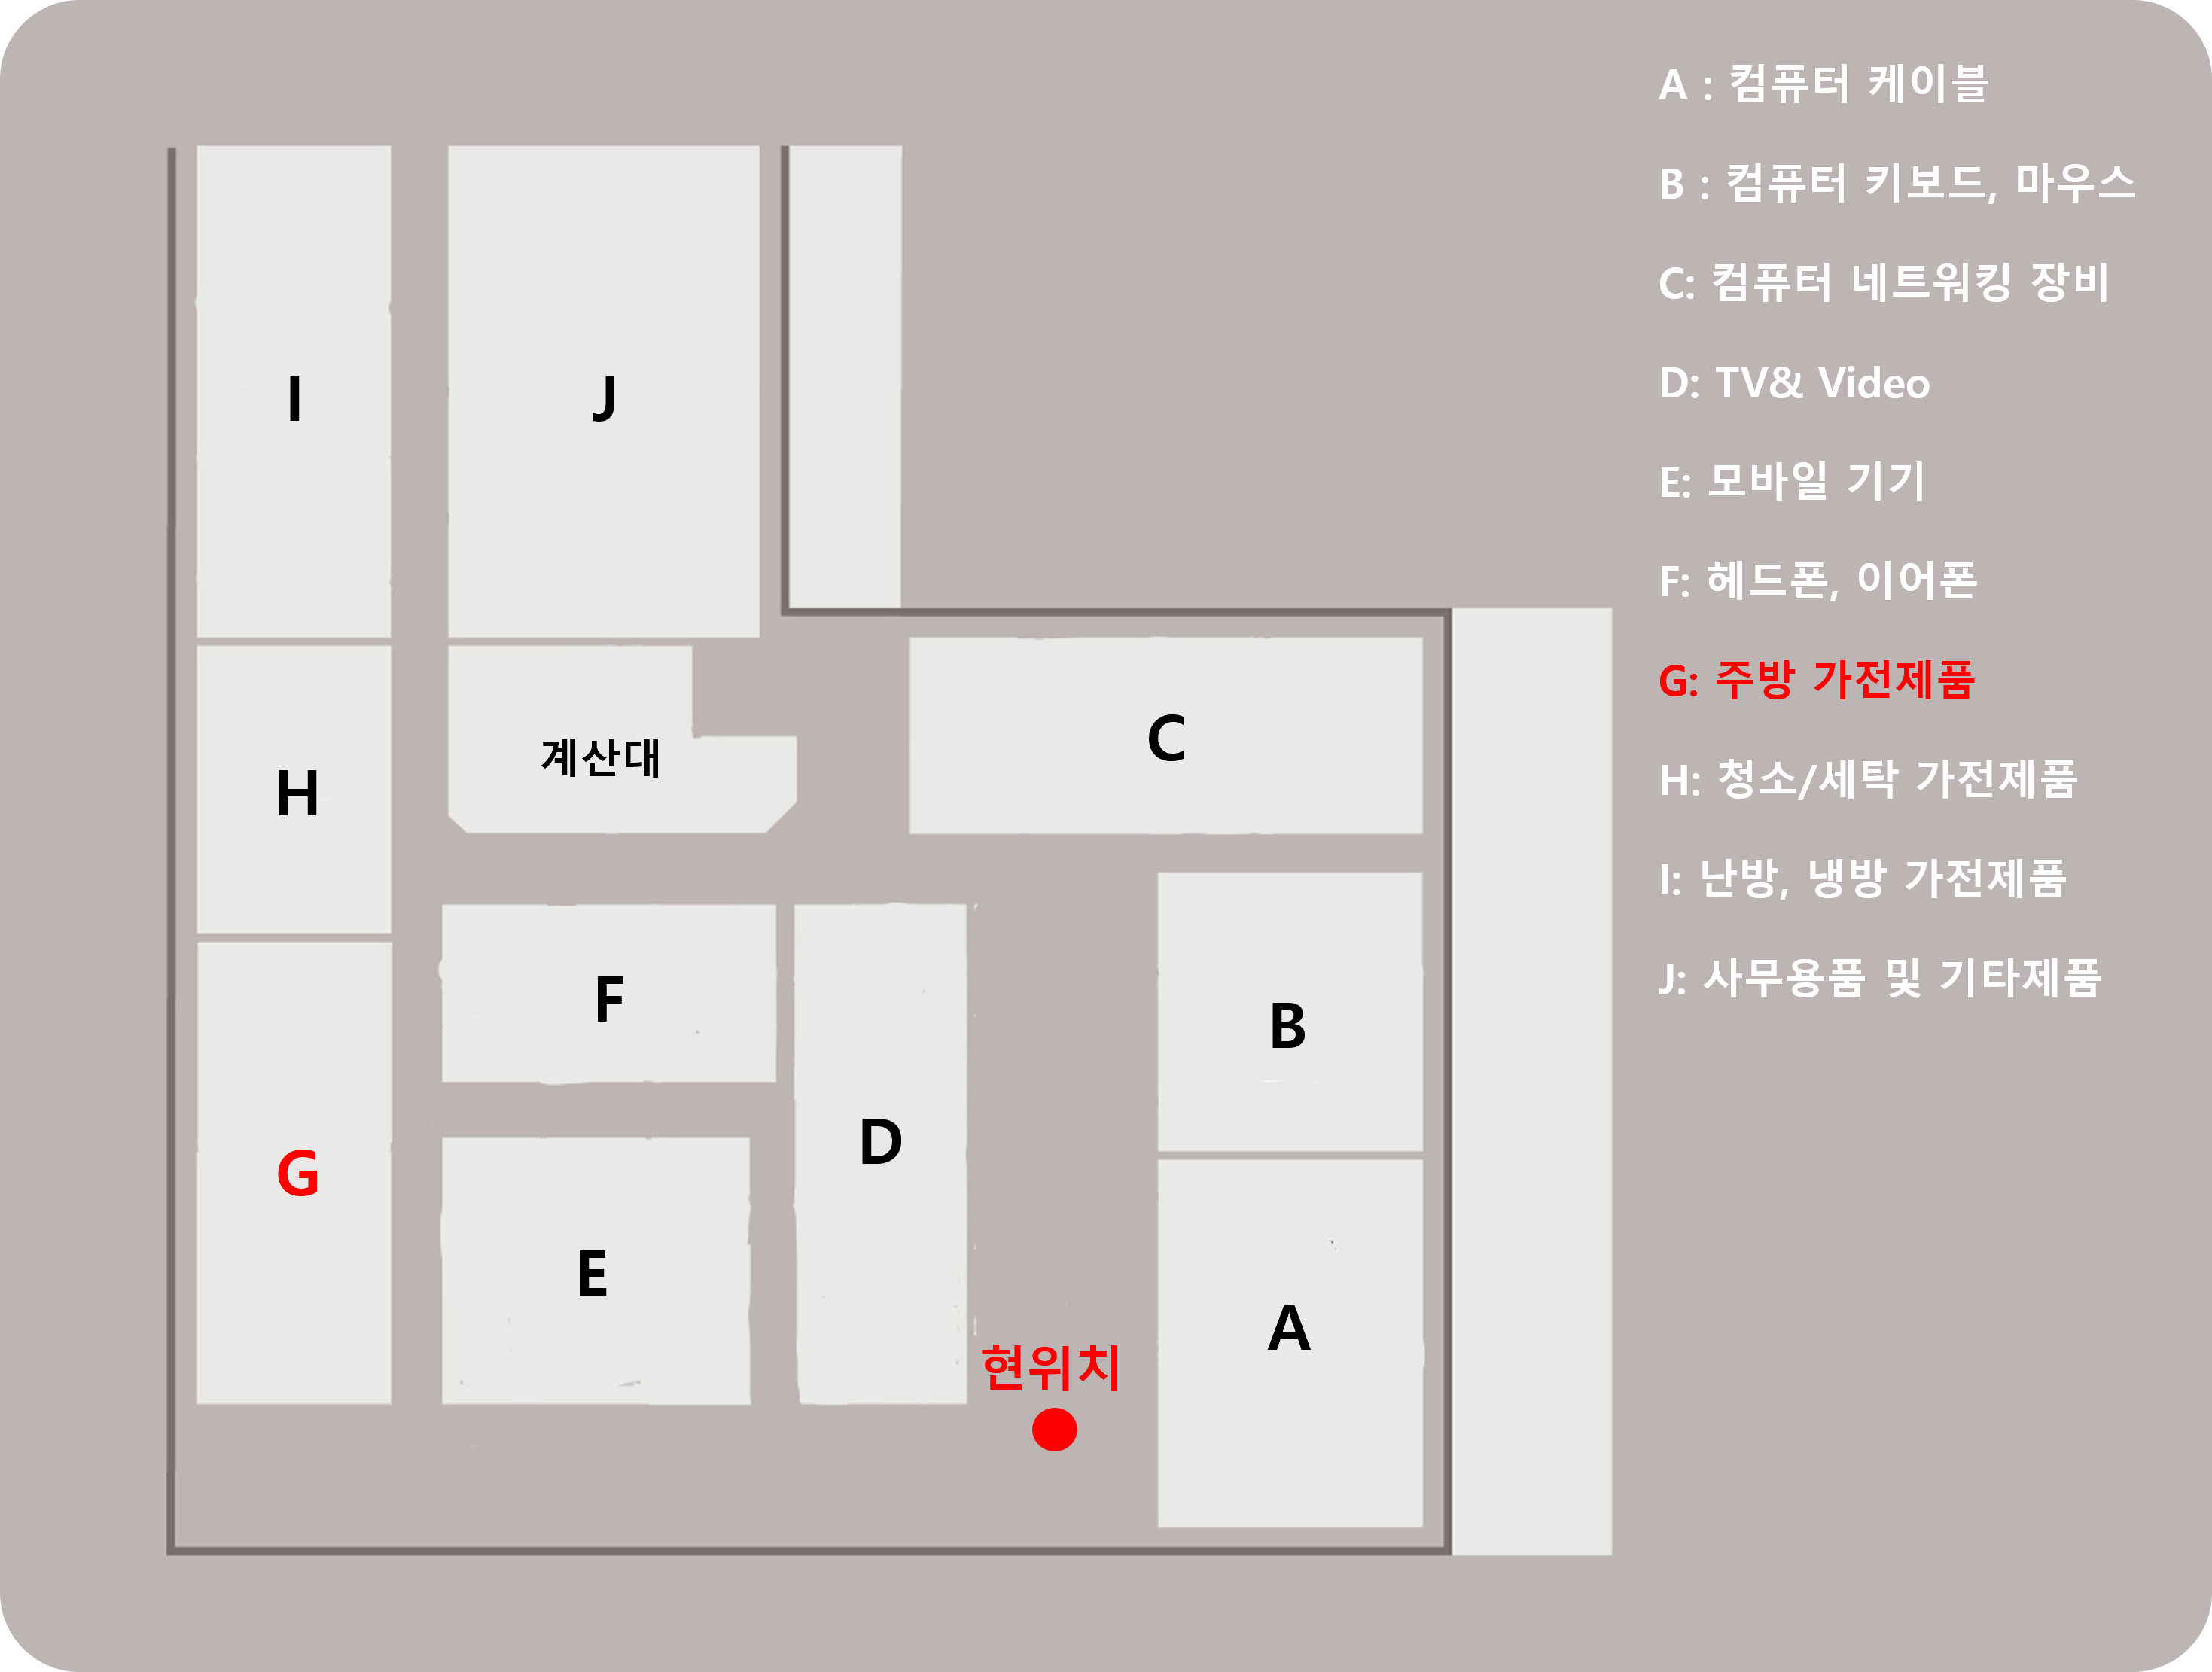 A : 컴퓨터 케이블
B : 컴퓨터 키보드, 마우스
C: 컴퓨터 네트워킹 장비
D: TV& Video
E: 모바일 기기
F: 헤드폰, 이어폰
G: 주방 가전제품
H: 청소/세탁 가전제품
I: 난방, 냉방 가전제품
J: 사무용품 및 기타제품
I
J
계산대
C
H
F
B
D
G
E
A
현위치